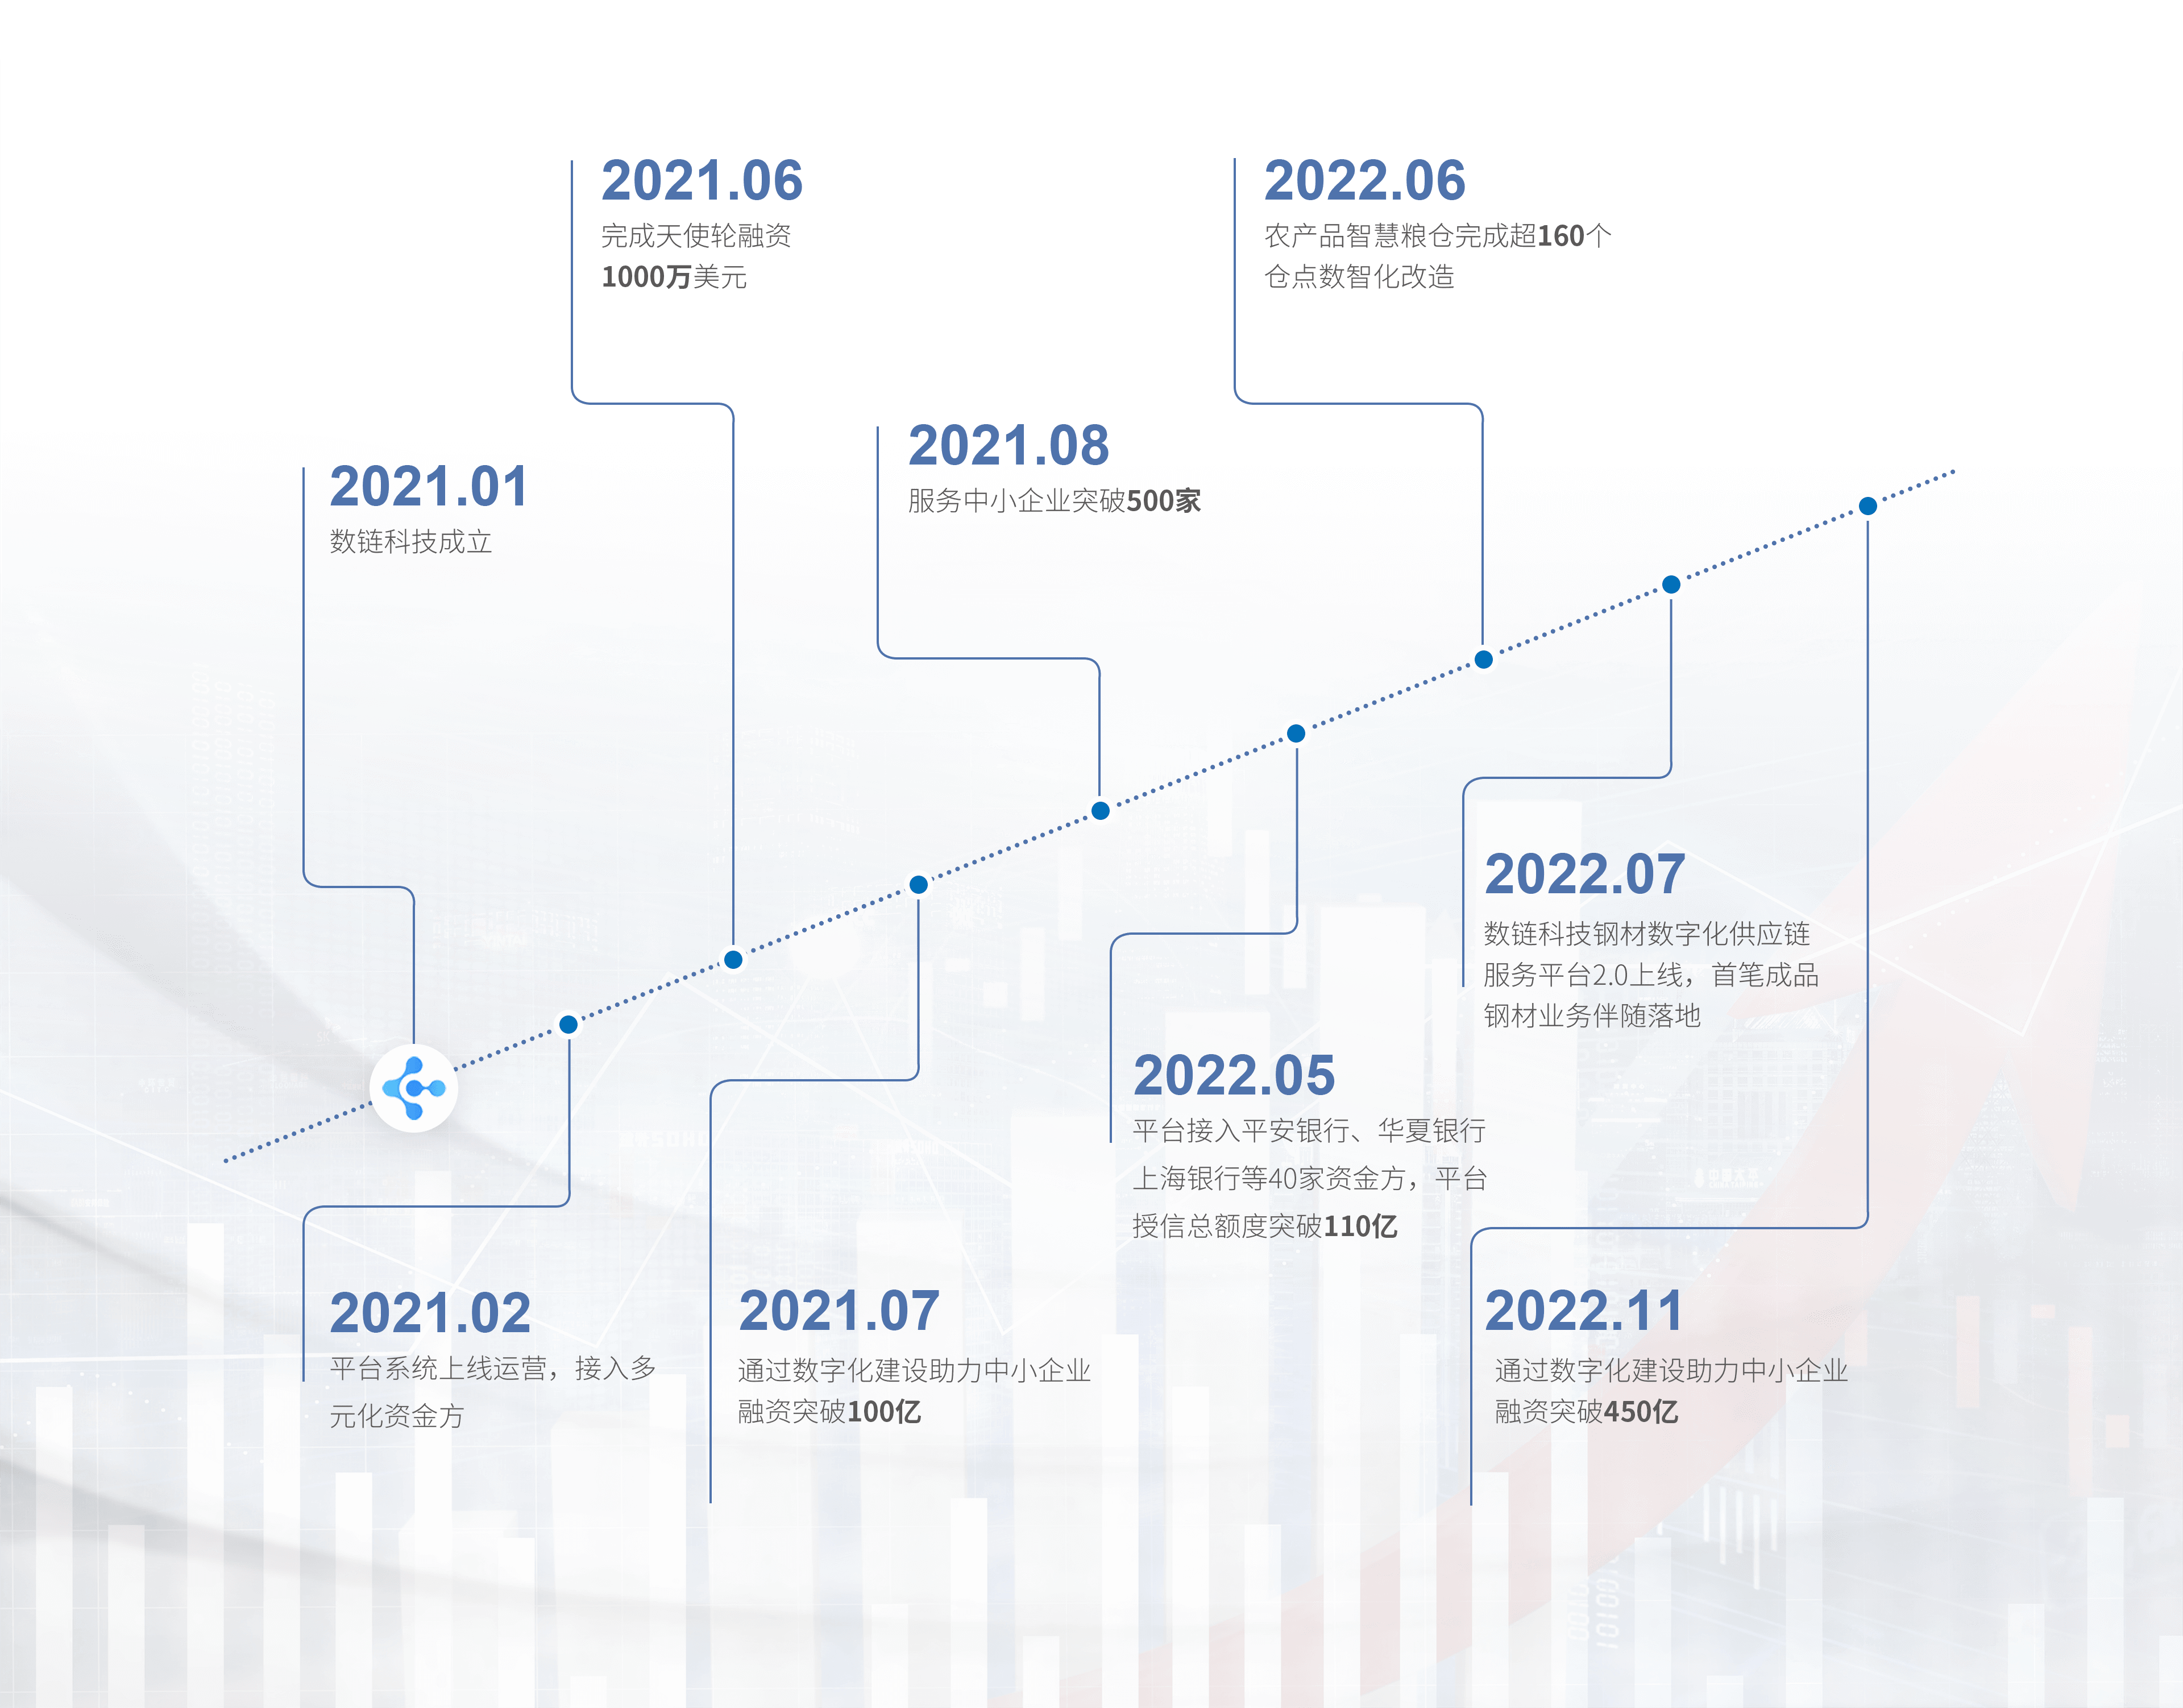 2021.01
数链科技成立
2021.02
平台系统上线运营，接入多
元化资金方
2021.06
完成天使轮融资
1000万美元
2021.07
通过数字化建设助力中小企业
融资突破100亿
2021.08
服务中小企业突破500家
2022.05
平台接入平安银行、华夏银行
上海银行等40家资金方，平台
授信总额度突破110亿
2022.06
农产品智慧粮仓完成超160个
仓点数智化改造
2022.07
数链科技钢材数字化供应链
服务平台2.0上线，首笔成品
钢材业务伴随落地
2022.11
通过数字化建设助力中小企业
融资突破450亿